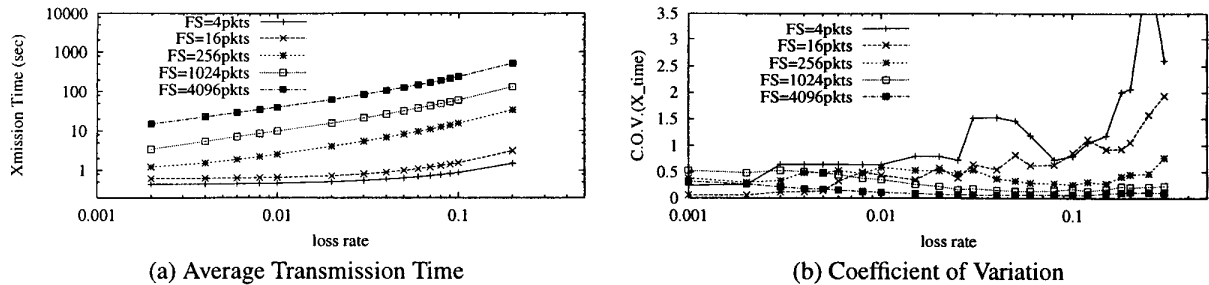 Xmission Time (sec)
10000
1000
100
10
1
0.001
0.01
0.1
loss rate
FS=4pkts
FS=16pkts
FS=256pkts
FS=1024pkts
FS=4096pkts
(a) Average Transmission Time
C.O.V.(X_time)
3.5
3
2.5
2
1.5
1
0.5
0
0.001
0.01
0.1
loss rate
FS=4pkts
FS=16pkts
FS=256pkts
FS=1024pkts
FS=4096pkts
(b) Coefficient of Variation